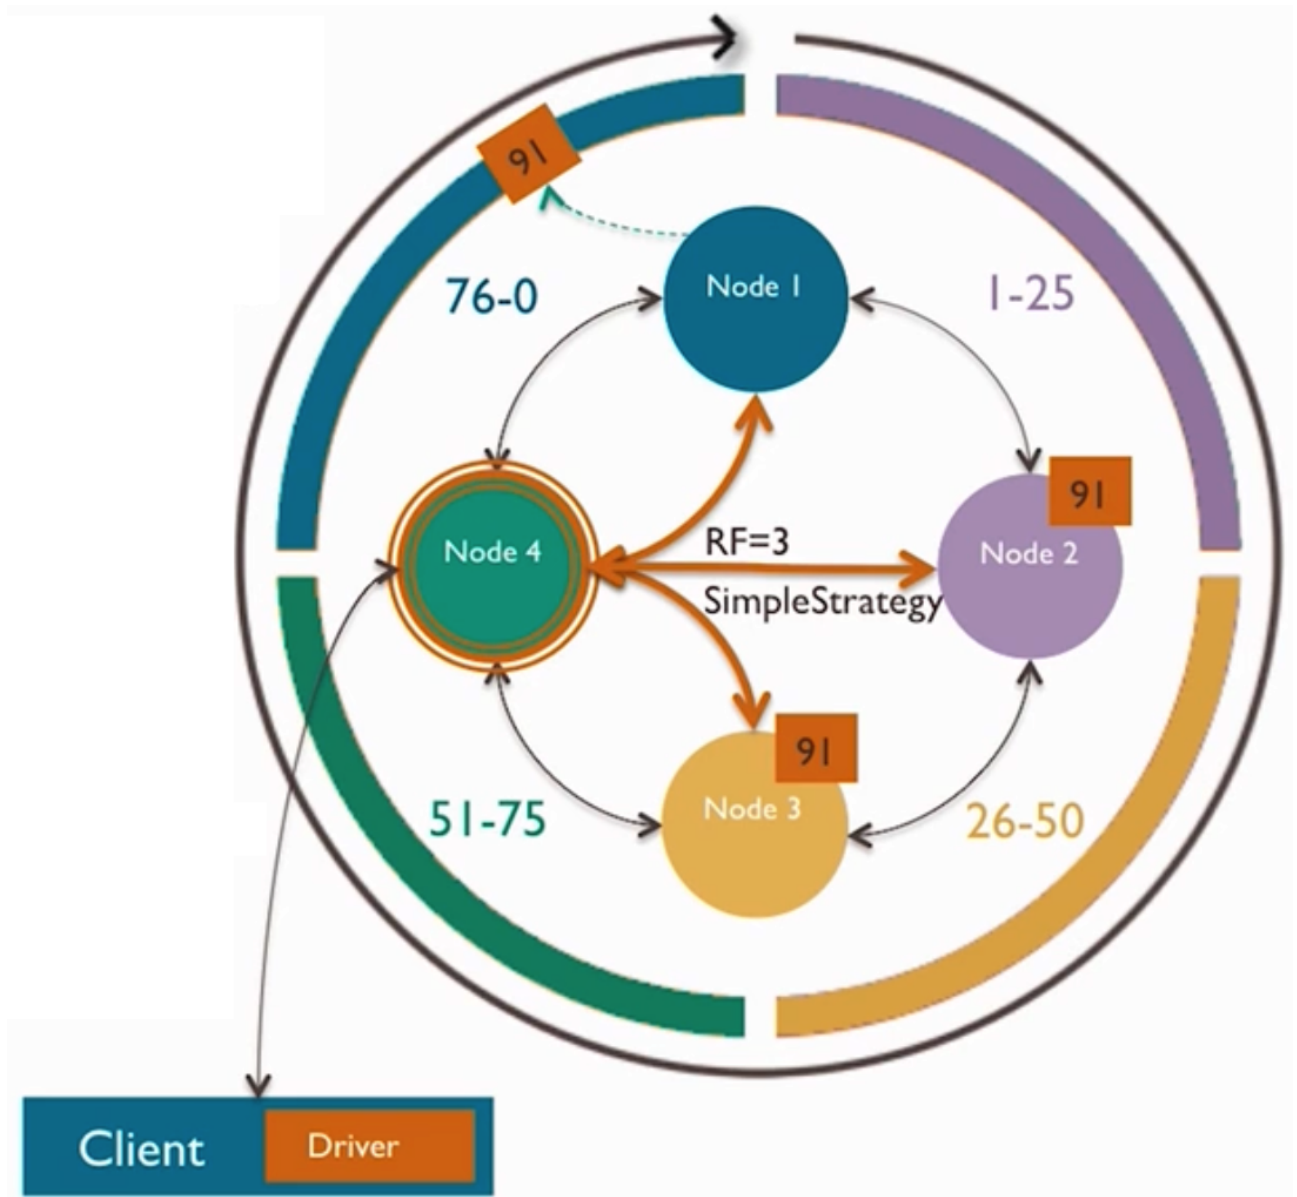 91
Node 1
76-0
1-25
91
Node 4
RF=3
Node 2
SimpleStrategy
91
Node 3
51-75
26-50
Client
Driver